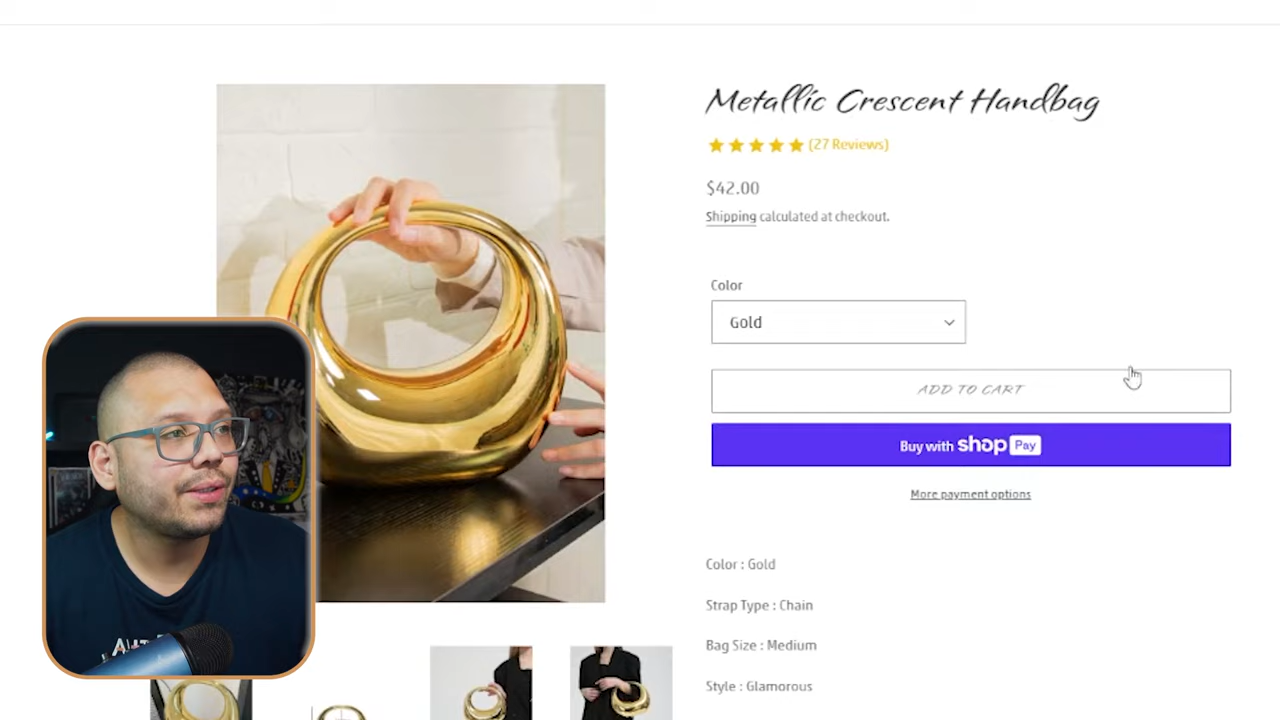 Metallic Crescent Handbag
(27 Reviews)
$42.00
Shipping calculated at checkout.
Color
Gold
ADD TO CART
Buy with shop Pay
More payment options
Color : Gold
Strap Type : Chain
Bag Size : Medium
Style : Glamorous